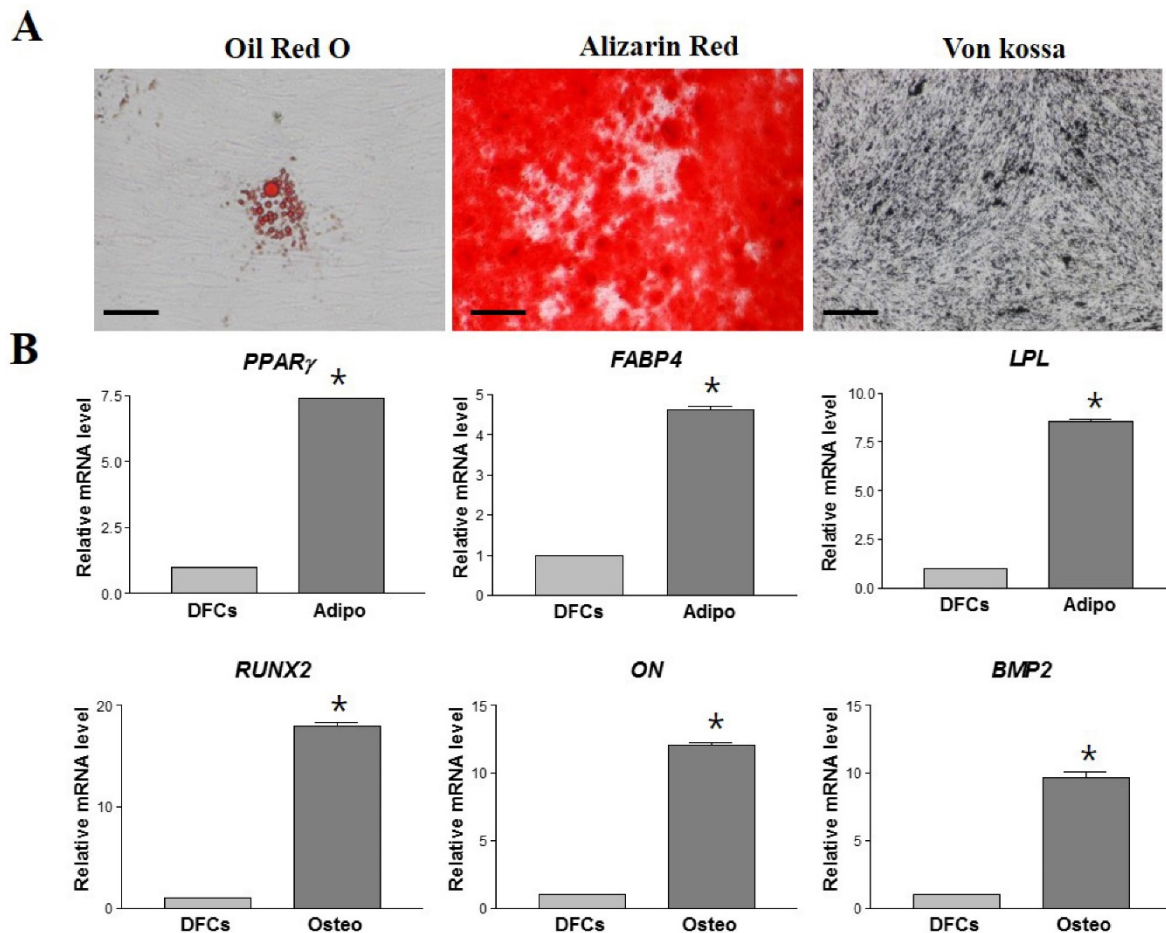 A
Oil Red O
Alizarin Red
Von kossa
B
PPARγ
FABP4
LPL
Relative mRNA level
7.5
5.0
2.5
0.0
*
DFCs
Adipo
Relative mRNA level
5
4
3
2
1
0
*
DFCs
Adipo
Relative mRNA level
10.0
7.5
5.0
2.5
0.0
*
DFCs
Adipo
RUNX2
ON
BMP2
Relative mRNA level
20
10
0
*
DFCs
Osteo
Relative mRNA level
15
10
5
0
*
DFCs
Osteo
Relative mRNA level
15
10
5
0
*
DFCs
Osteo